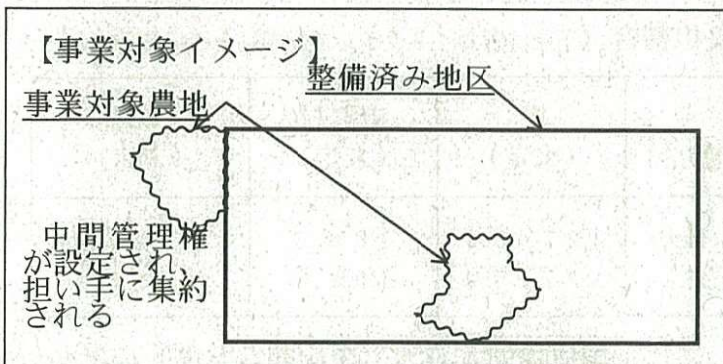 【事業対象イメージ】
整備済み地区
事業対象農地
中間管理権
が設定され、
担い手に集約
される